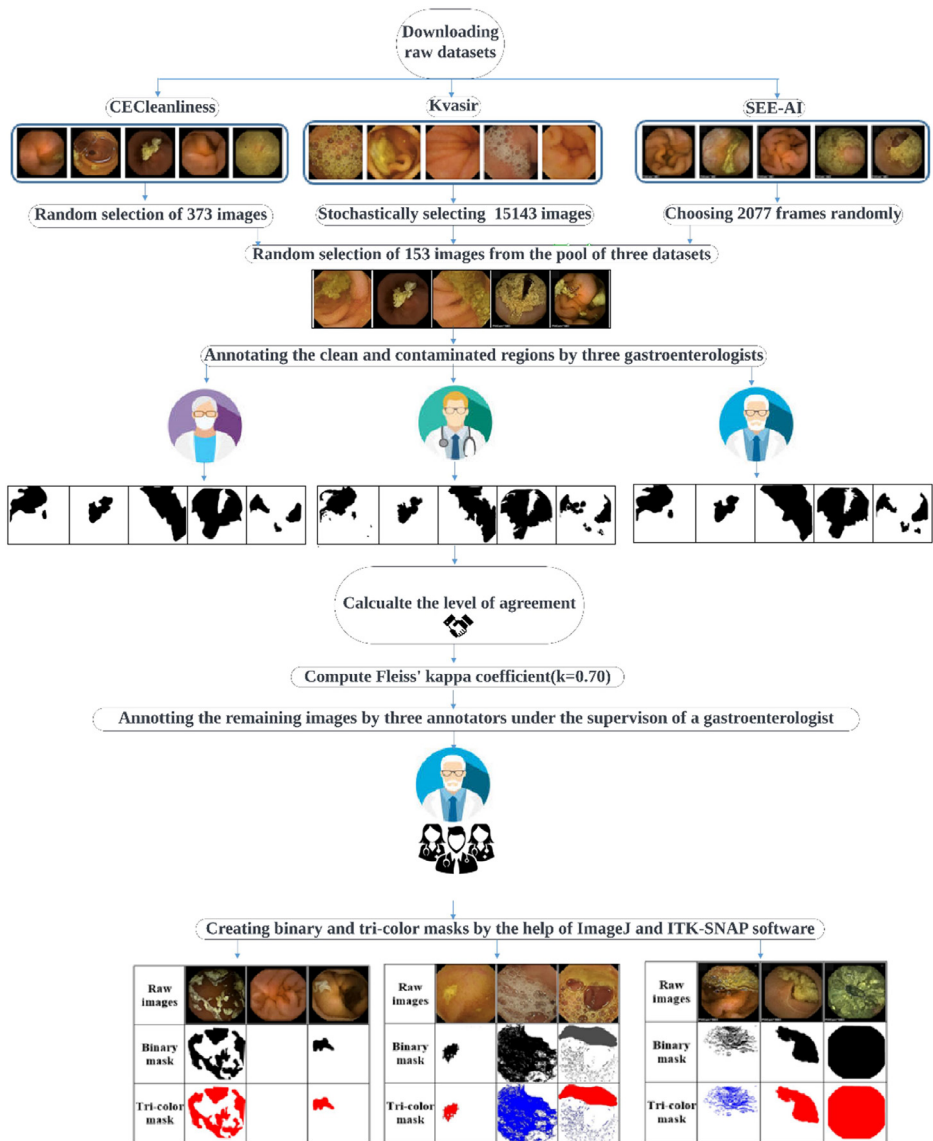 Downloading
raw datasets
CECleanliness
Kvasir
SEE-AI
Random selection of 373 images
Stochastically selecting 15143 images
Choosing 2077 frames randomly
Random selection of 153 images from the pool of three datasets
Annotating the clean and contaminated regions by three gastroenterologists
Calcualte the level of agreement
Compute Fleiss' kappa coefficient(k=0.70)
Annotting the remaining images by three annotators under the supervison of a gastroenterologist
Creating binary and tri-color masks by the help of ImageJ and ITK-SNAP software
Raw
images
Binary
mask
Tri-color
mask
Raw
images
Binary
mask
Tri-color
mask
Raw
images
Binary
mask
Tri-color
mask